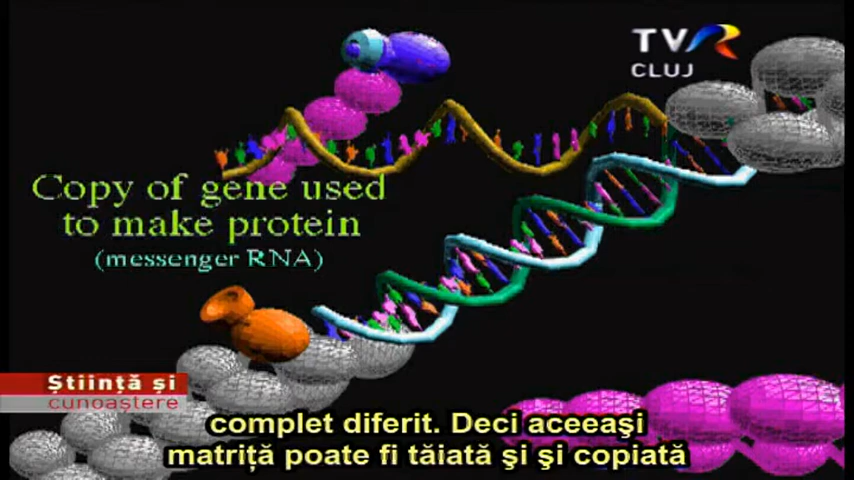 TVR
CLUJ
Copy of gene used
to make protein
(messenger RNA)
Știință și
cunoaștere
complet diferit. Deci aceeaşi
matriţă poate fi tăiată şi şi copiată